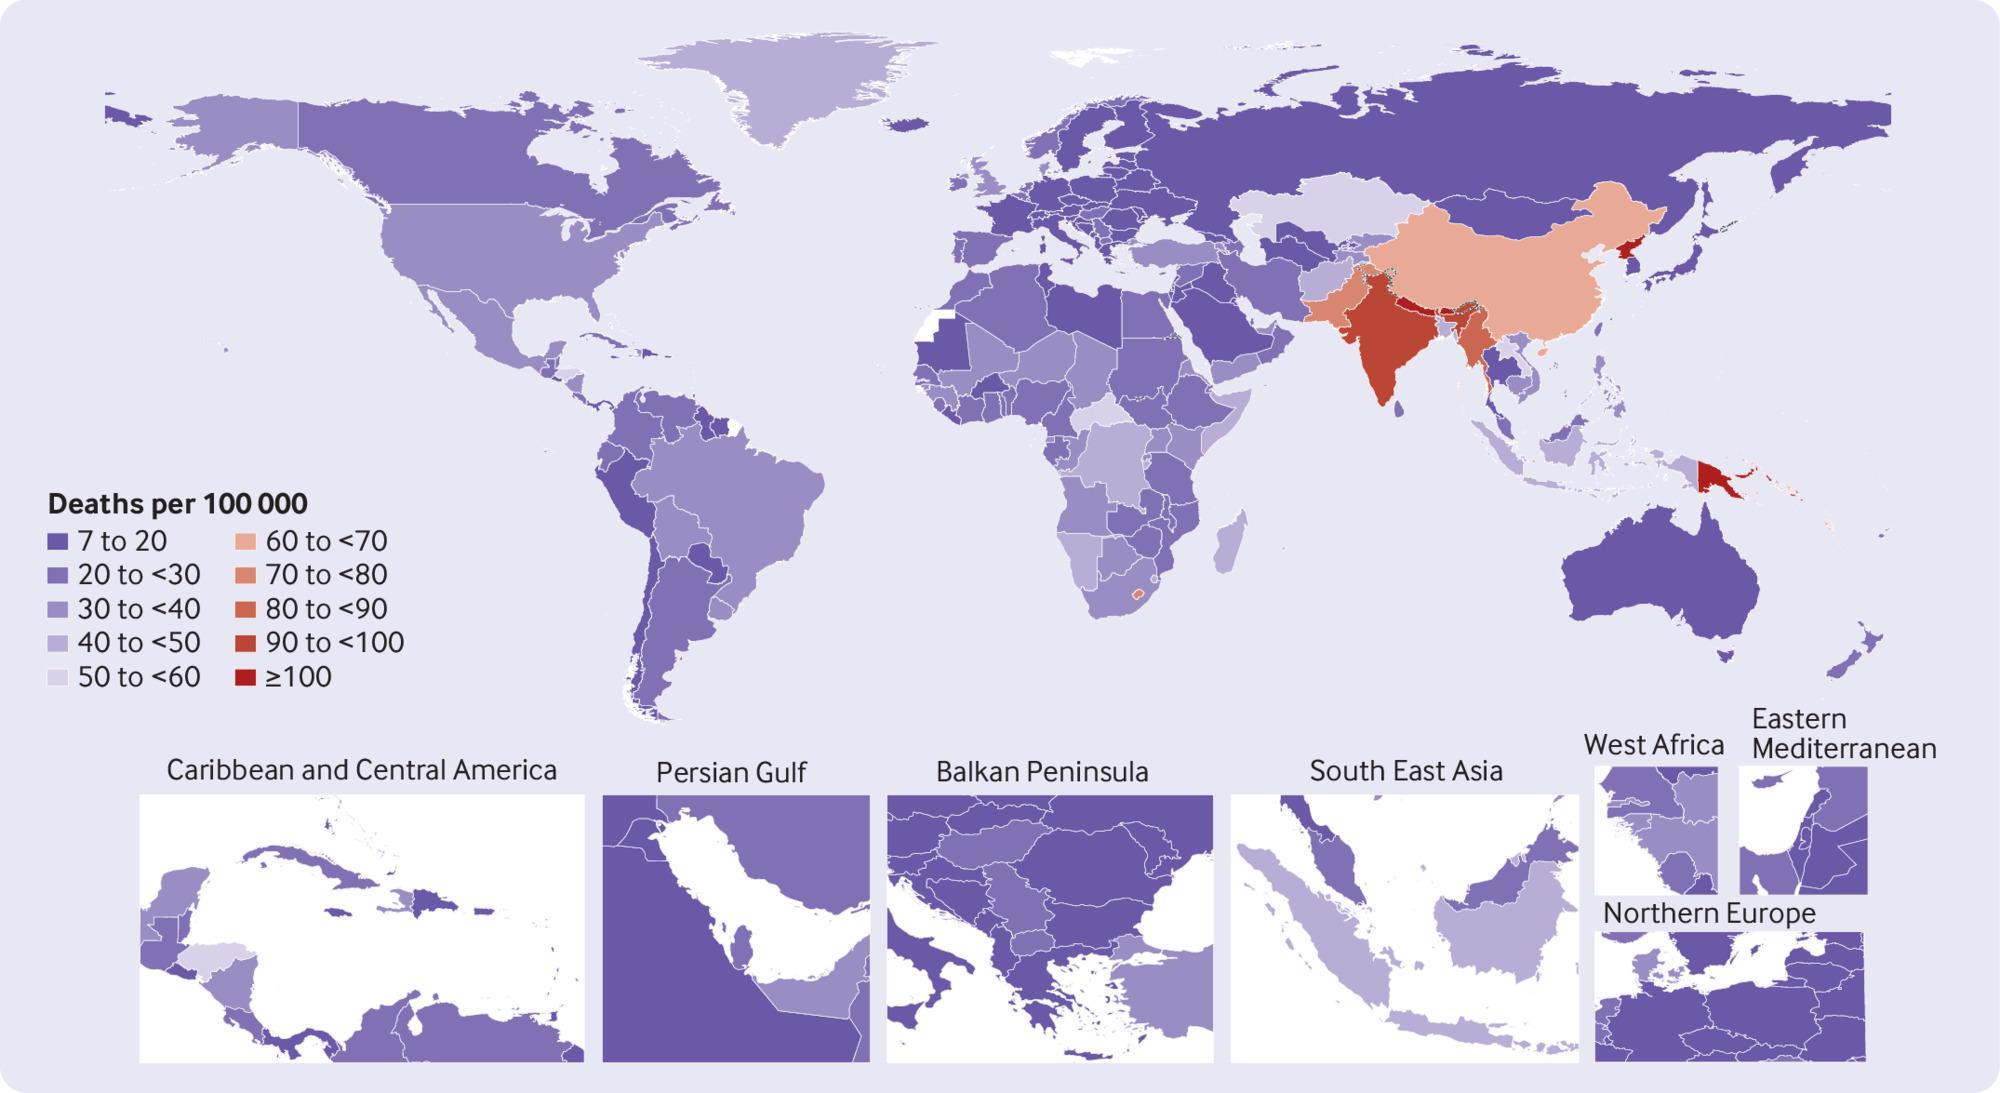 Deaths per 100 000
7 to 20
20 to <30
30 to <40
40 to <50
50 to <60
60 to <70
70 to <80
80 to <90
90 to <100
≥100
Caribbean and Central America
Persian Gulf
Balkan Peninsula
South East Asia
West Africa
Eastern
Mediterranean
Northern Europe